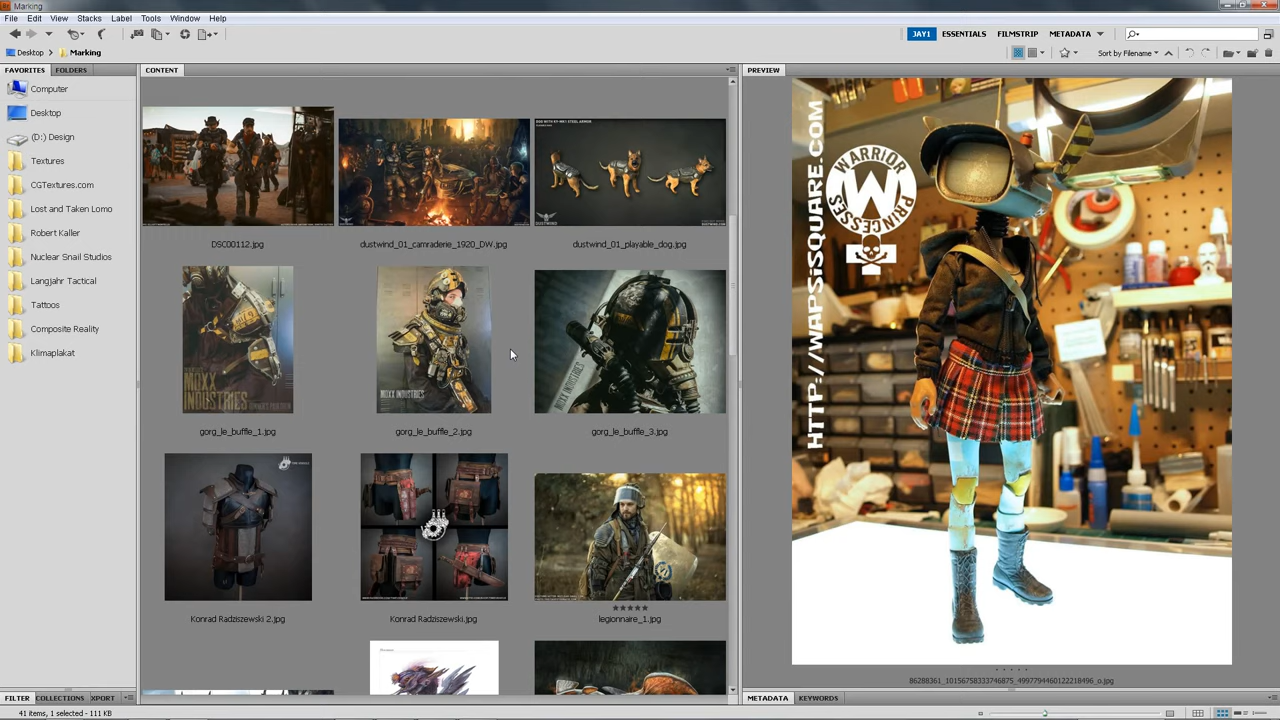 Marking
File Edit View Stacks Label Tools Window Help
JAY1 ESSENTIALS FILMSTRIP METADATA
Desktop Marking
Sort by Filename
FAVORITES FOLDERS
CONTENT
PREVIEW
Computer
Desktop
(D:) Design
Textures
CGTextures.com
Lost and Taken Lomo
Robert Kaller
Nuclear Snail Studios
Langjahr Tactical
Tattoos
Composite Reality
Klimaplakat
DSC00112.jpg
DUSTWIND
dustwind_01_camraderie_1920_DW.jpg
dustwind_01_playable_dog.jpg
MOXX
INDUSTRIES
gorg_le_buffle_1.jpg
MOXX INDUSTRIES
gorg_le_buffle_2.jpg
gorg_le_buffle_3.jpg
Konrad Radziszewski 2.jpg
Konrad Radziszewski.jpg
legionnaire_1.jpg
HTTP://WAPSISQUARE.COM
WARRIOR
W
PRINCESSES
86288361_10156758333746875_4997794460122218496_o.jpg
FILTER COLLECTIONS XPORT
METADATA KEYWORDS
41 items, 1 selected - 111 KB